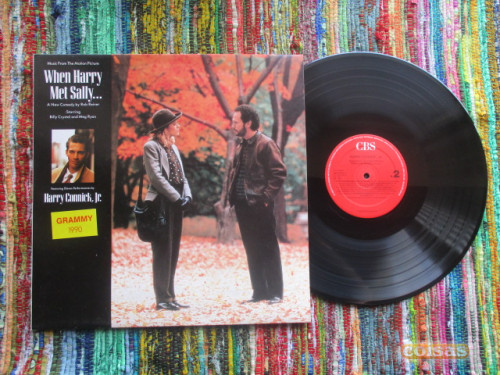 Music From The Motion Picture
When Harry
Met Sally...
A New Comedy by Rob Reiner
Starring
Billy Crystal and Meg Ryan
Harry Connick, Jr.
GRAMMY
1990
CBS
2
coisas